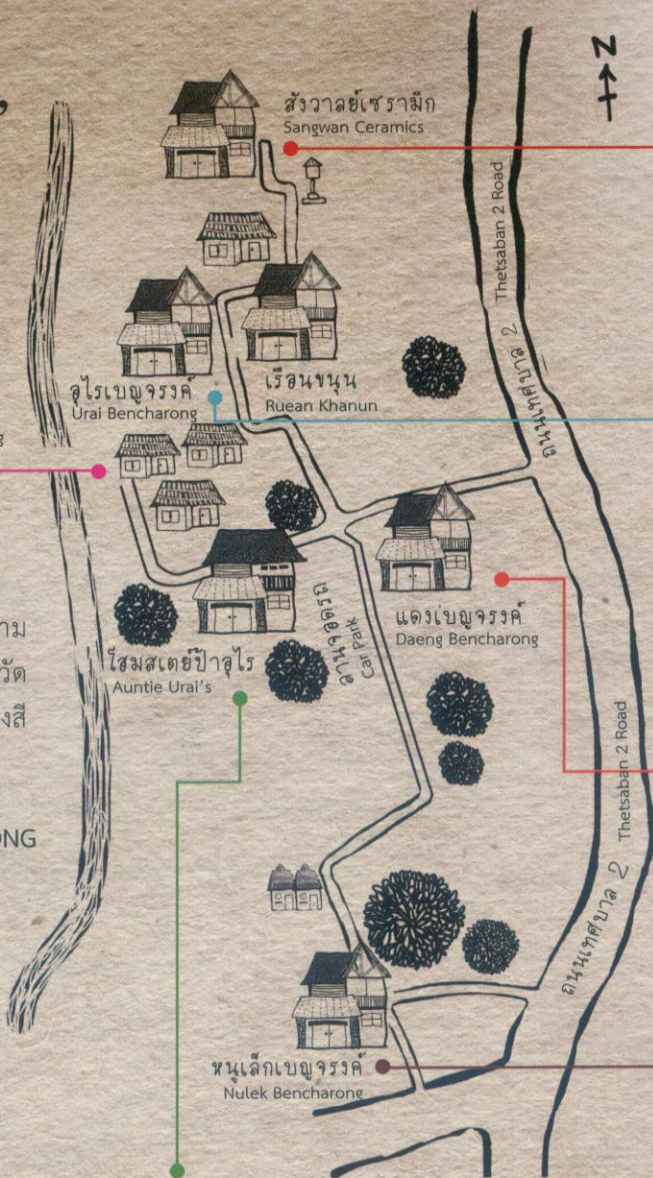 N
สังวาลย์เซรามิก
Sangwan Ceramics
Thetsaban 2 Road
ถนนเทศบาล 2
อุไรเบญจรงค์
Urai Bencharong
เรือนขนุน
Ruean Khanun
แดงเบญจรงค์
Daeng Bencharong
ลานจอดรถ
Car Park
โฮมสเตย์ป้าอุไร
Auntie Urai's
Thetsaban 2 Road
ถนนเทศบาล 2
หนูเล็กเบญจรงค์
Nulek Bencharong